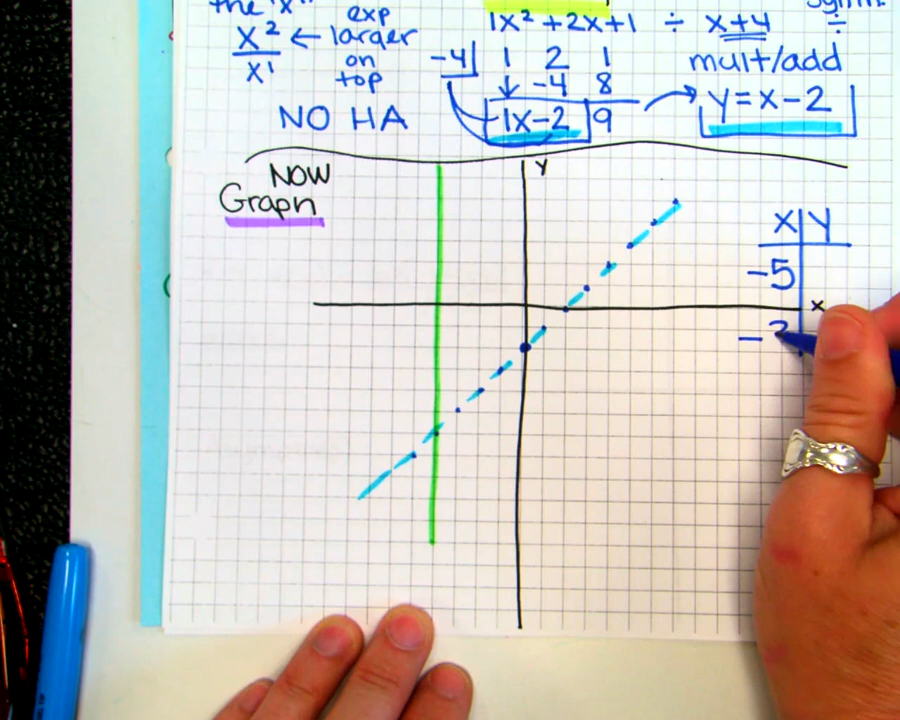 the "x"
exp
x² ← larger
x¹
on
top
NO HA
1x² + 2x + 1 ÷ x+4
÷
-4| 1 2 1
↓ -4 8
1x-2 | 9
mult/add
y = x - 2
NOW
Graph
Y
x
X | Y
-5